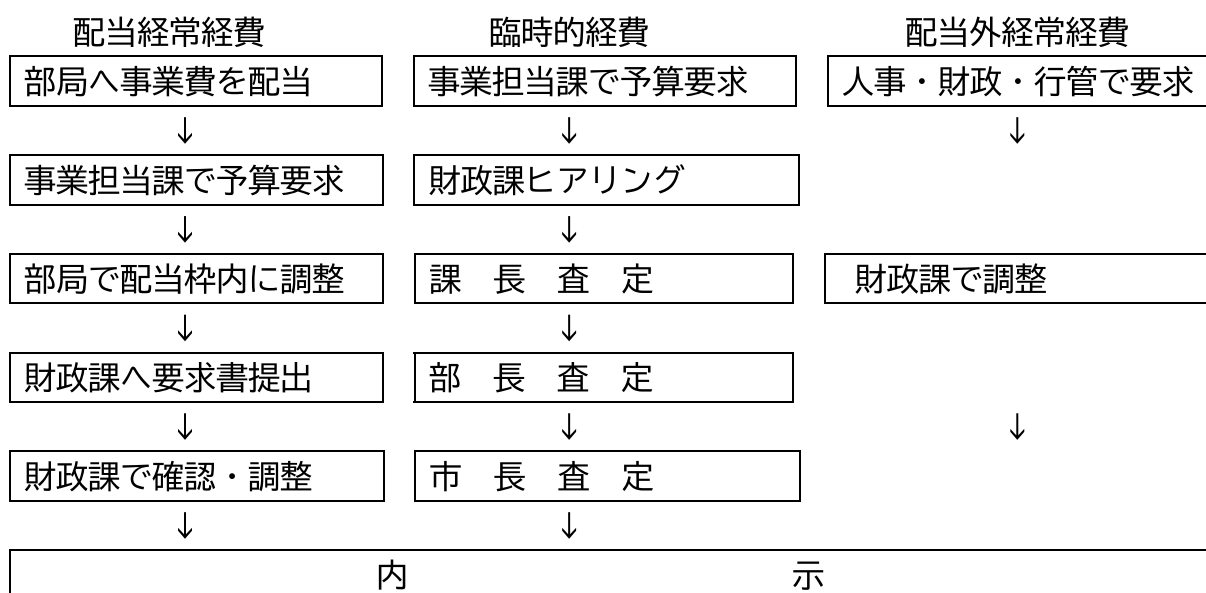 配当経常経費　臨時的経費　配当外経常経費
部局へ事業費を配当　事業担当課で予算要求　人事・財政・行管で要求
↓　↓　↓
事業担当課で予算要求　財政課ヒアリング
↓　↓
部局で配当枠内に調整　課　長　査　定　財政課で調整
↓　↓
財政課へ要求書提出　部　長　査　定
↓　↓　↓
財政課で確認・調整　市　長　査　定
↓　↓
内　示